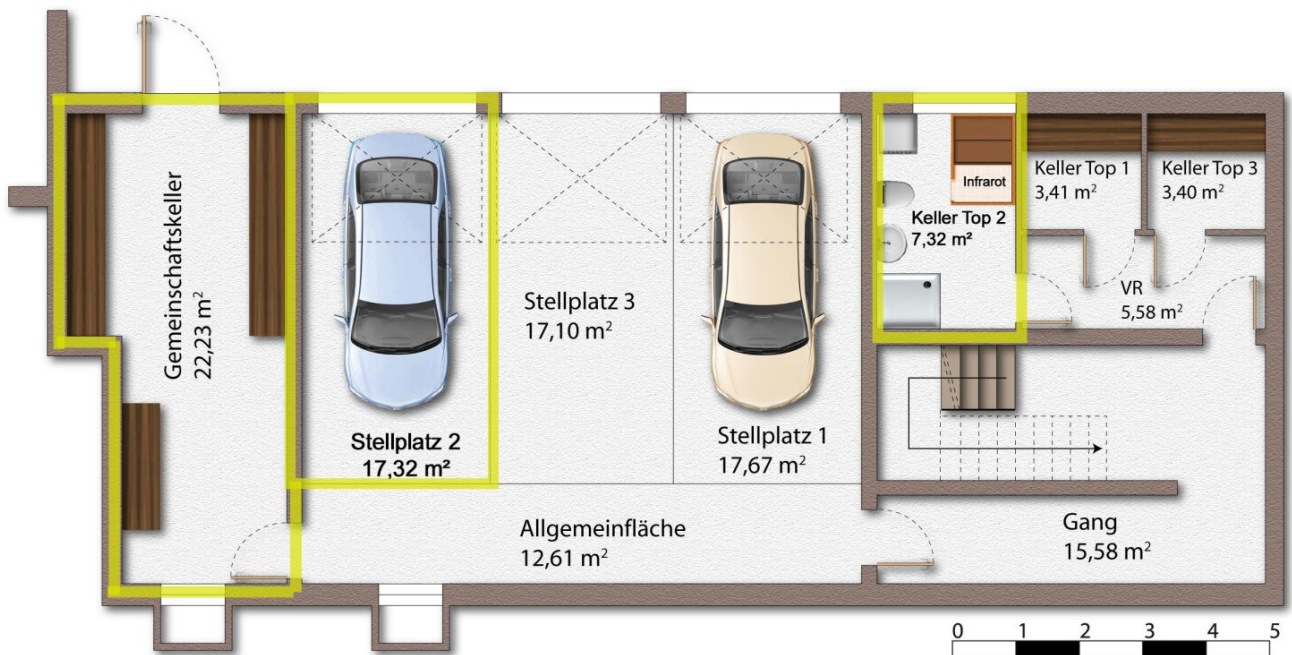 Gemeinschaftskeller
22,23 m²
Stellplatz 2
17,32 m²
Stellplatz 3
17,10 m²
Stellplatz 1
17,67 m²
Infrarot
Keller Top 2
7,32 m²
Keller Top 1
3,41 m²
Keller Top 3
3,40 m²
VR
5,58 m²
Allgemeinfläche
12,61 m²
Gang
15,58 m²
0 1 2 3 4 5